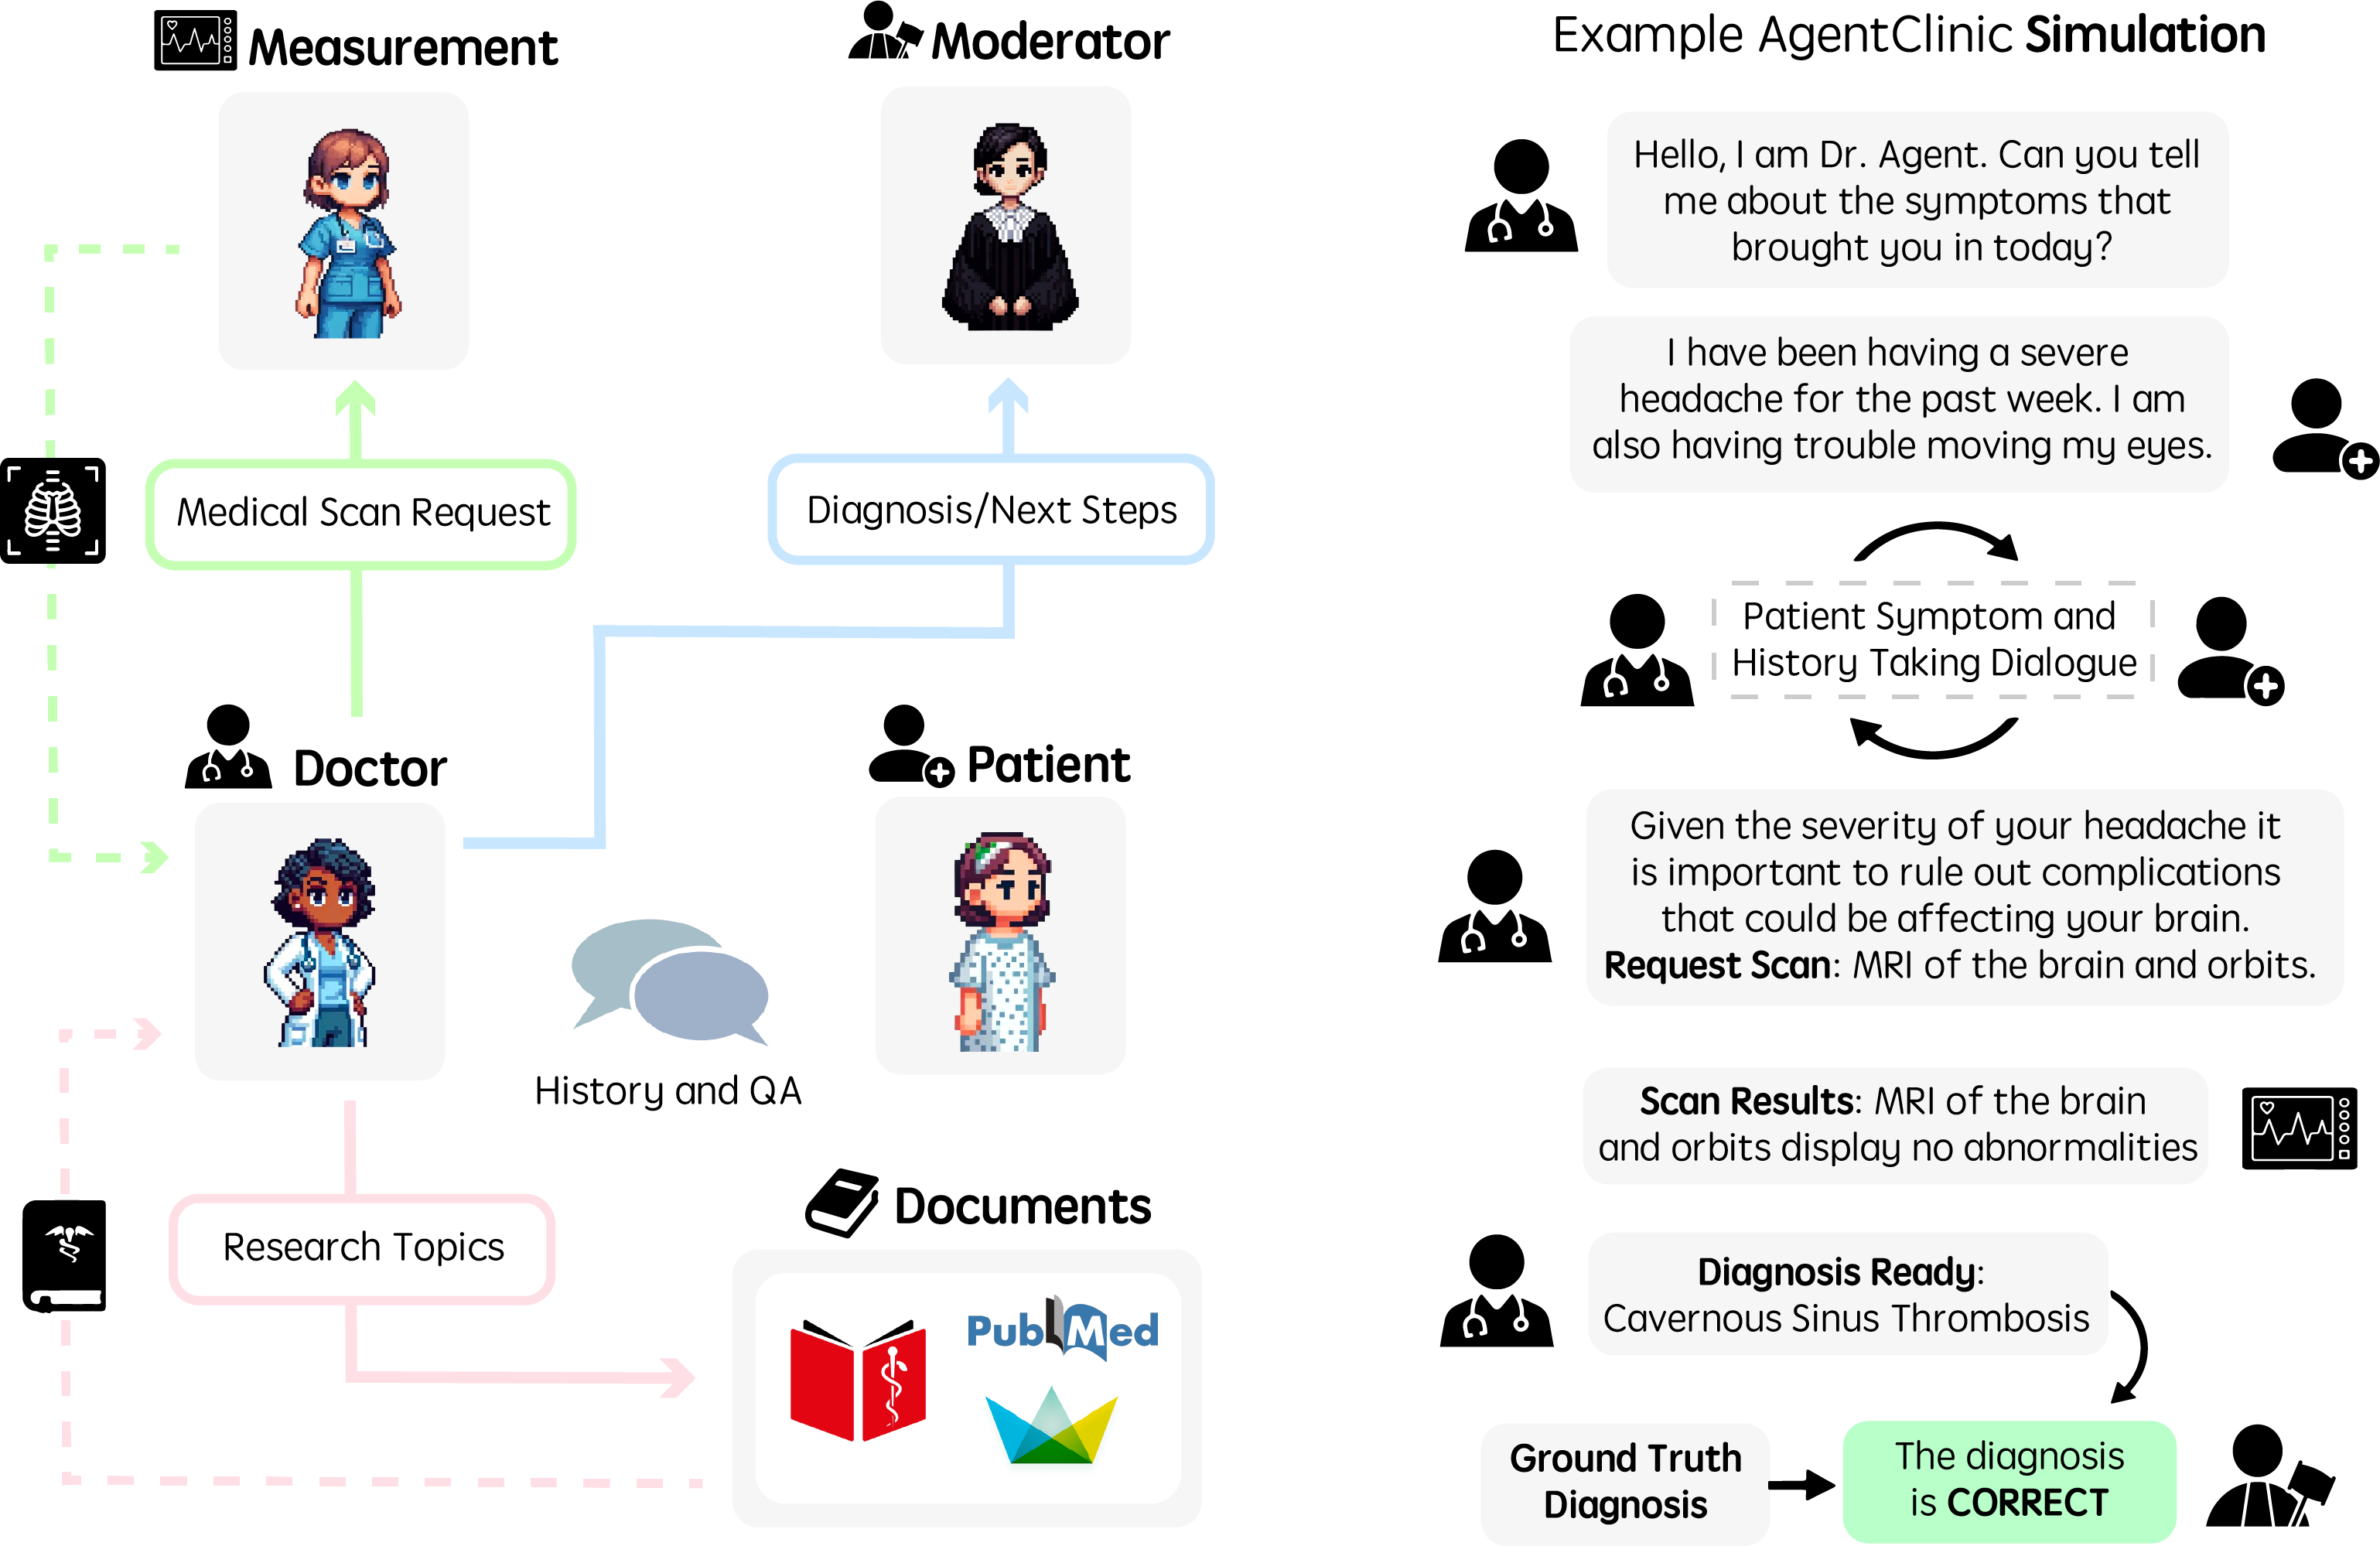 Measurement
Moderator
Medical Scan Request
Diagnosis/Next Steps
Doctor
Patient
History and QA
Research Topics
Documents
PubMed
Example AgentClinic Simulation
Hello, I am Dr. Agent. Can you tell
me about the symptoms that
brought you in today?
I have been having a severe
headache for the past week. I am
also having trouble moving my eyes.
Patient Symptom and
History Taking Dialogue
Given the severity of your headache it
is important to rule out complications
that could be affecting your brain.
Request Scan: MRI of the brain and orbits.
Scan Results: MRI of the brain
and orbits display no abnormalities
Diagnosis Ready:
Cavernous Sinus Thrombosis
Ground Truth
Diagnosis
The diagnosis
is CORRECT